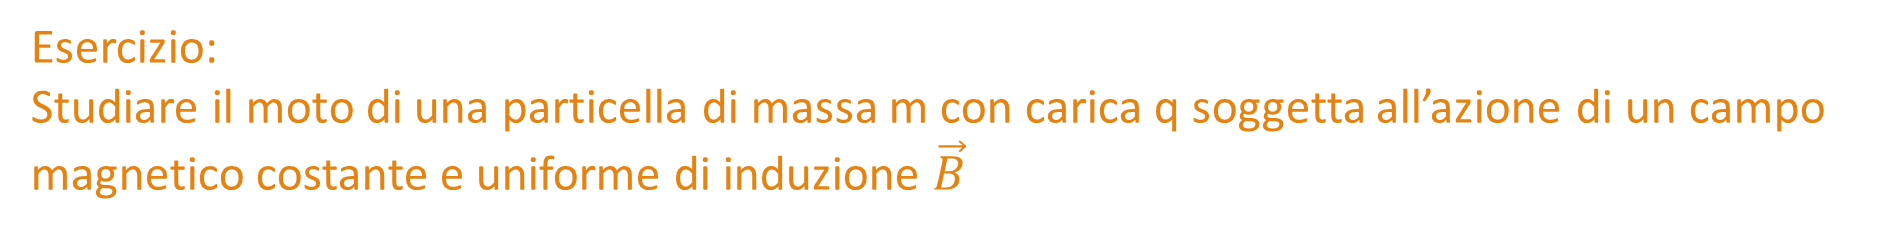 Esercizio:
Studiare il moto di una particella di massa m con carica q soggetta all’azione di un campo
magnetico costante e uniforme di induzione $\vec{B}$